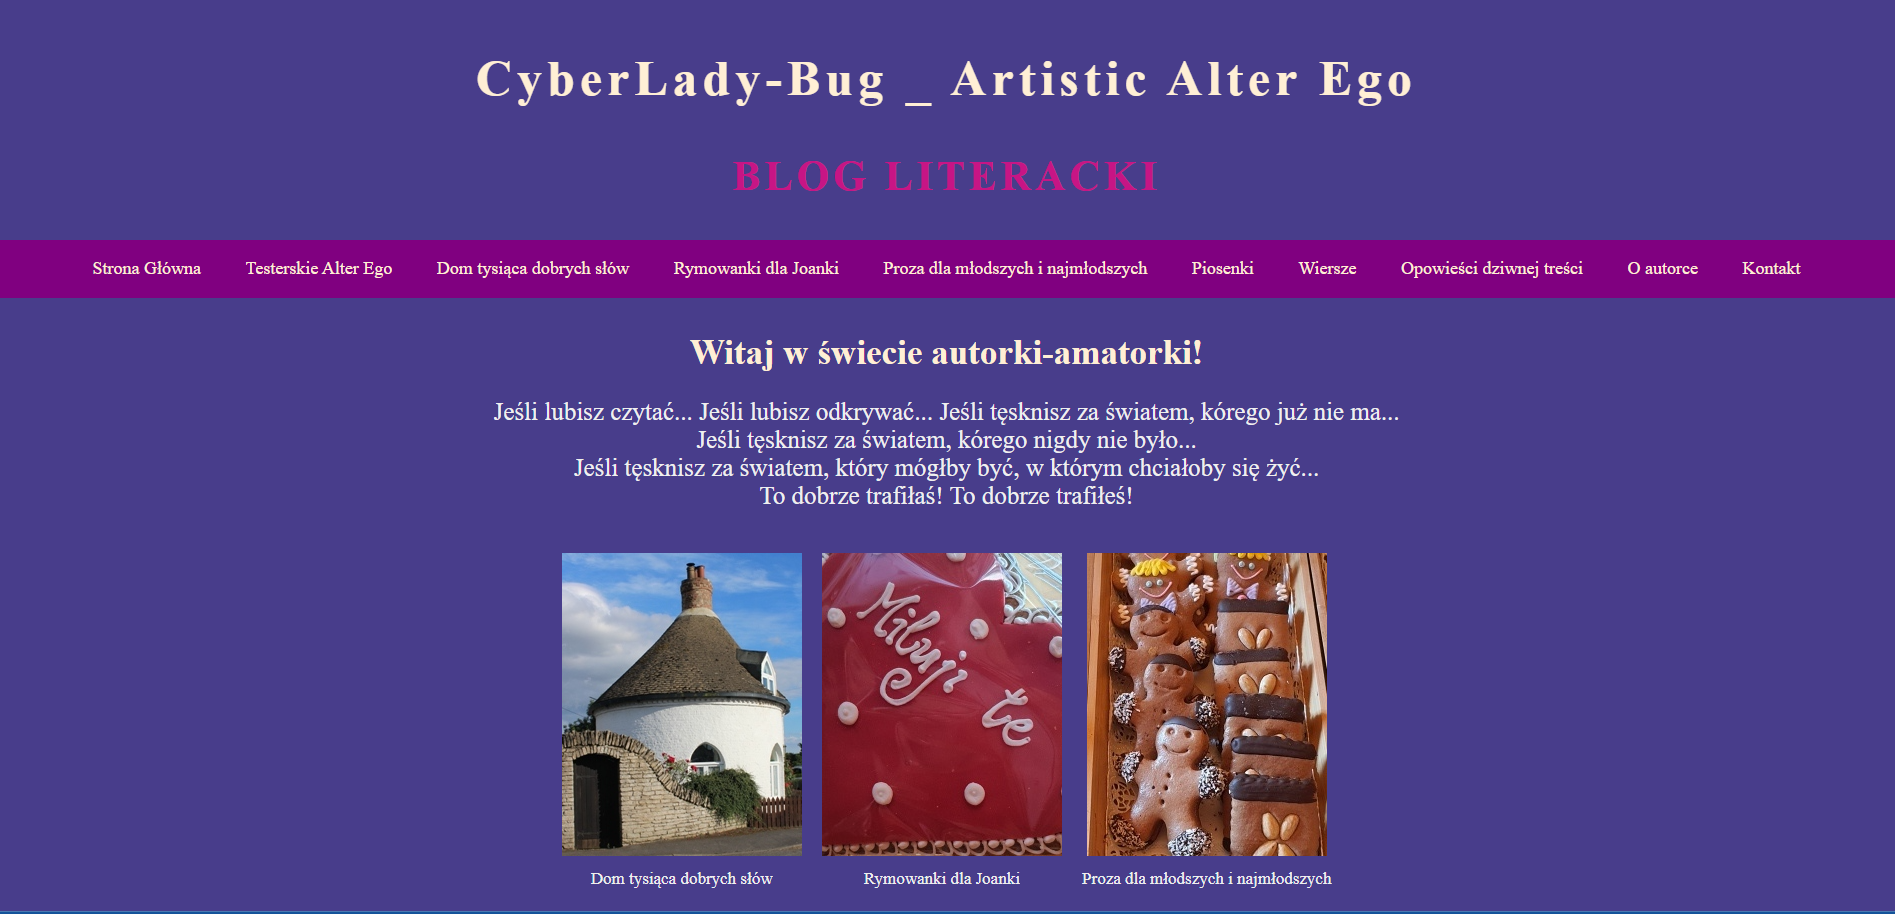 CyberLady-Bug _ Artistic Alter Ego
BLOG LITERACKI
Strona Główna Testerskie Alter Ego Dom tysiąca dobrych słów Rymowanki dla Joanki Proza dla młodszych i najmłodszych Piosenki Wiersze Opowieści dziwnej treści O autorce Kontakt
Witaj w świecie autorki-amatorki!
Jeśli lubisz czytać... Jeśli lubisz odkrywać... Jeśli tęsknisz za światem, kórego już nie ma...
Jeśli tęsknisz za światem, kórego nigdy nie było...
Jeśli tęsknisz za światem, który mógłby być, w którym chciałoby się żyć...
To dobrze trafiłaś! To dobrze trafiłeś!
Miluji
te
Dom tysiąca dobrych słów
Rymowanki dla Joanki
Proza dla młodszych i najmłodszych